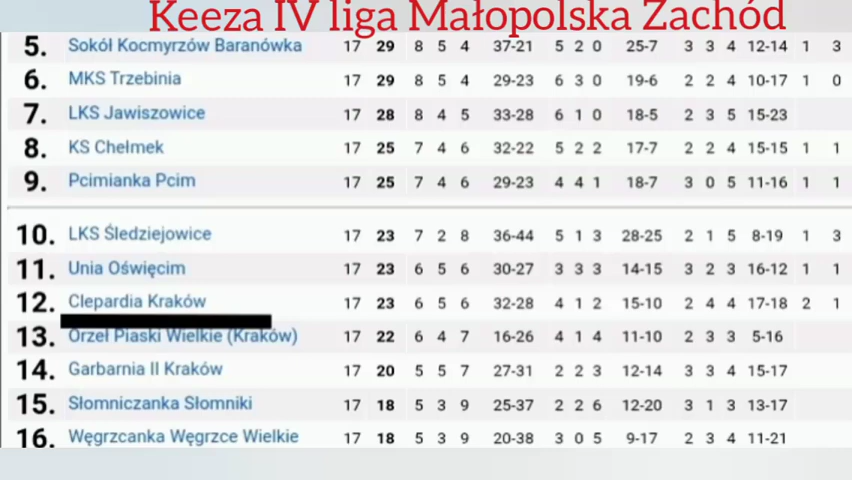 Keeza IV liga Małopolska Zachód
5. Sokół Kocmyrzów Baranówka 17 29 8 5 4 37-21 5 2 0 25-7 3 3 4 12-14 1 3
6. MKS Trzebinia 17 29 8 5 4 29-23 6 3 0 19-6 2 2 4 10-17 1 0
7. LKS Jawiszowice 17 28 8 4 5 33-28 6 1 0 18-5 2 3 5 15-23
8. KS Chełmek 17 25 7 4 6 32-22 5 2 2 17-7 2 2 4 15-15 1 1
9. Pcimianka Pcim 17 25 7 4 6 29-23 4 4 1 18-7 3 0 5 11-16 1 1
10. LKS Śledziejowice 17 23 7 2 8 36-44 5 1 3 28-25 2 1 5 8-19 1 3
11. Unia Oświęcim 17 23 6 5 6 30-27 3 3 3 14-15 3 2 3 16-12 1 1
12. Clepardia Kraków 17 23 6 5 6 32-28 4 1 2 15-10 2 4 4 17-18 2 1
13. Orzeł Piaski Wielkie (Kraków) 17 22 6 4 7 16-26 4 1 4 11-10 2 3 3 5-16
14. Garbarnia II Kraków 17 20 5 5 7 27-31 2 2 3 12-14 3 3 4 15-17
15. Słomniczanka Słomniki 17 18 5 3 9 25-37 2 2 6 12-20 3 1 3 13-17
16. Węgrzcanka Węgrzce Wielkie 17 18 5 3 9 20-38 3 0 5 9-17 2 3 4 11-21